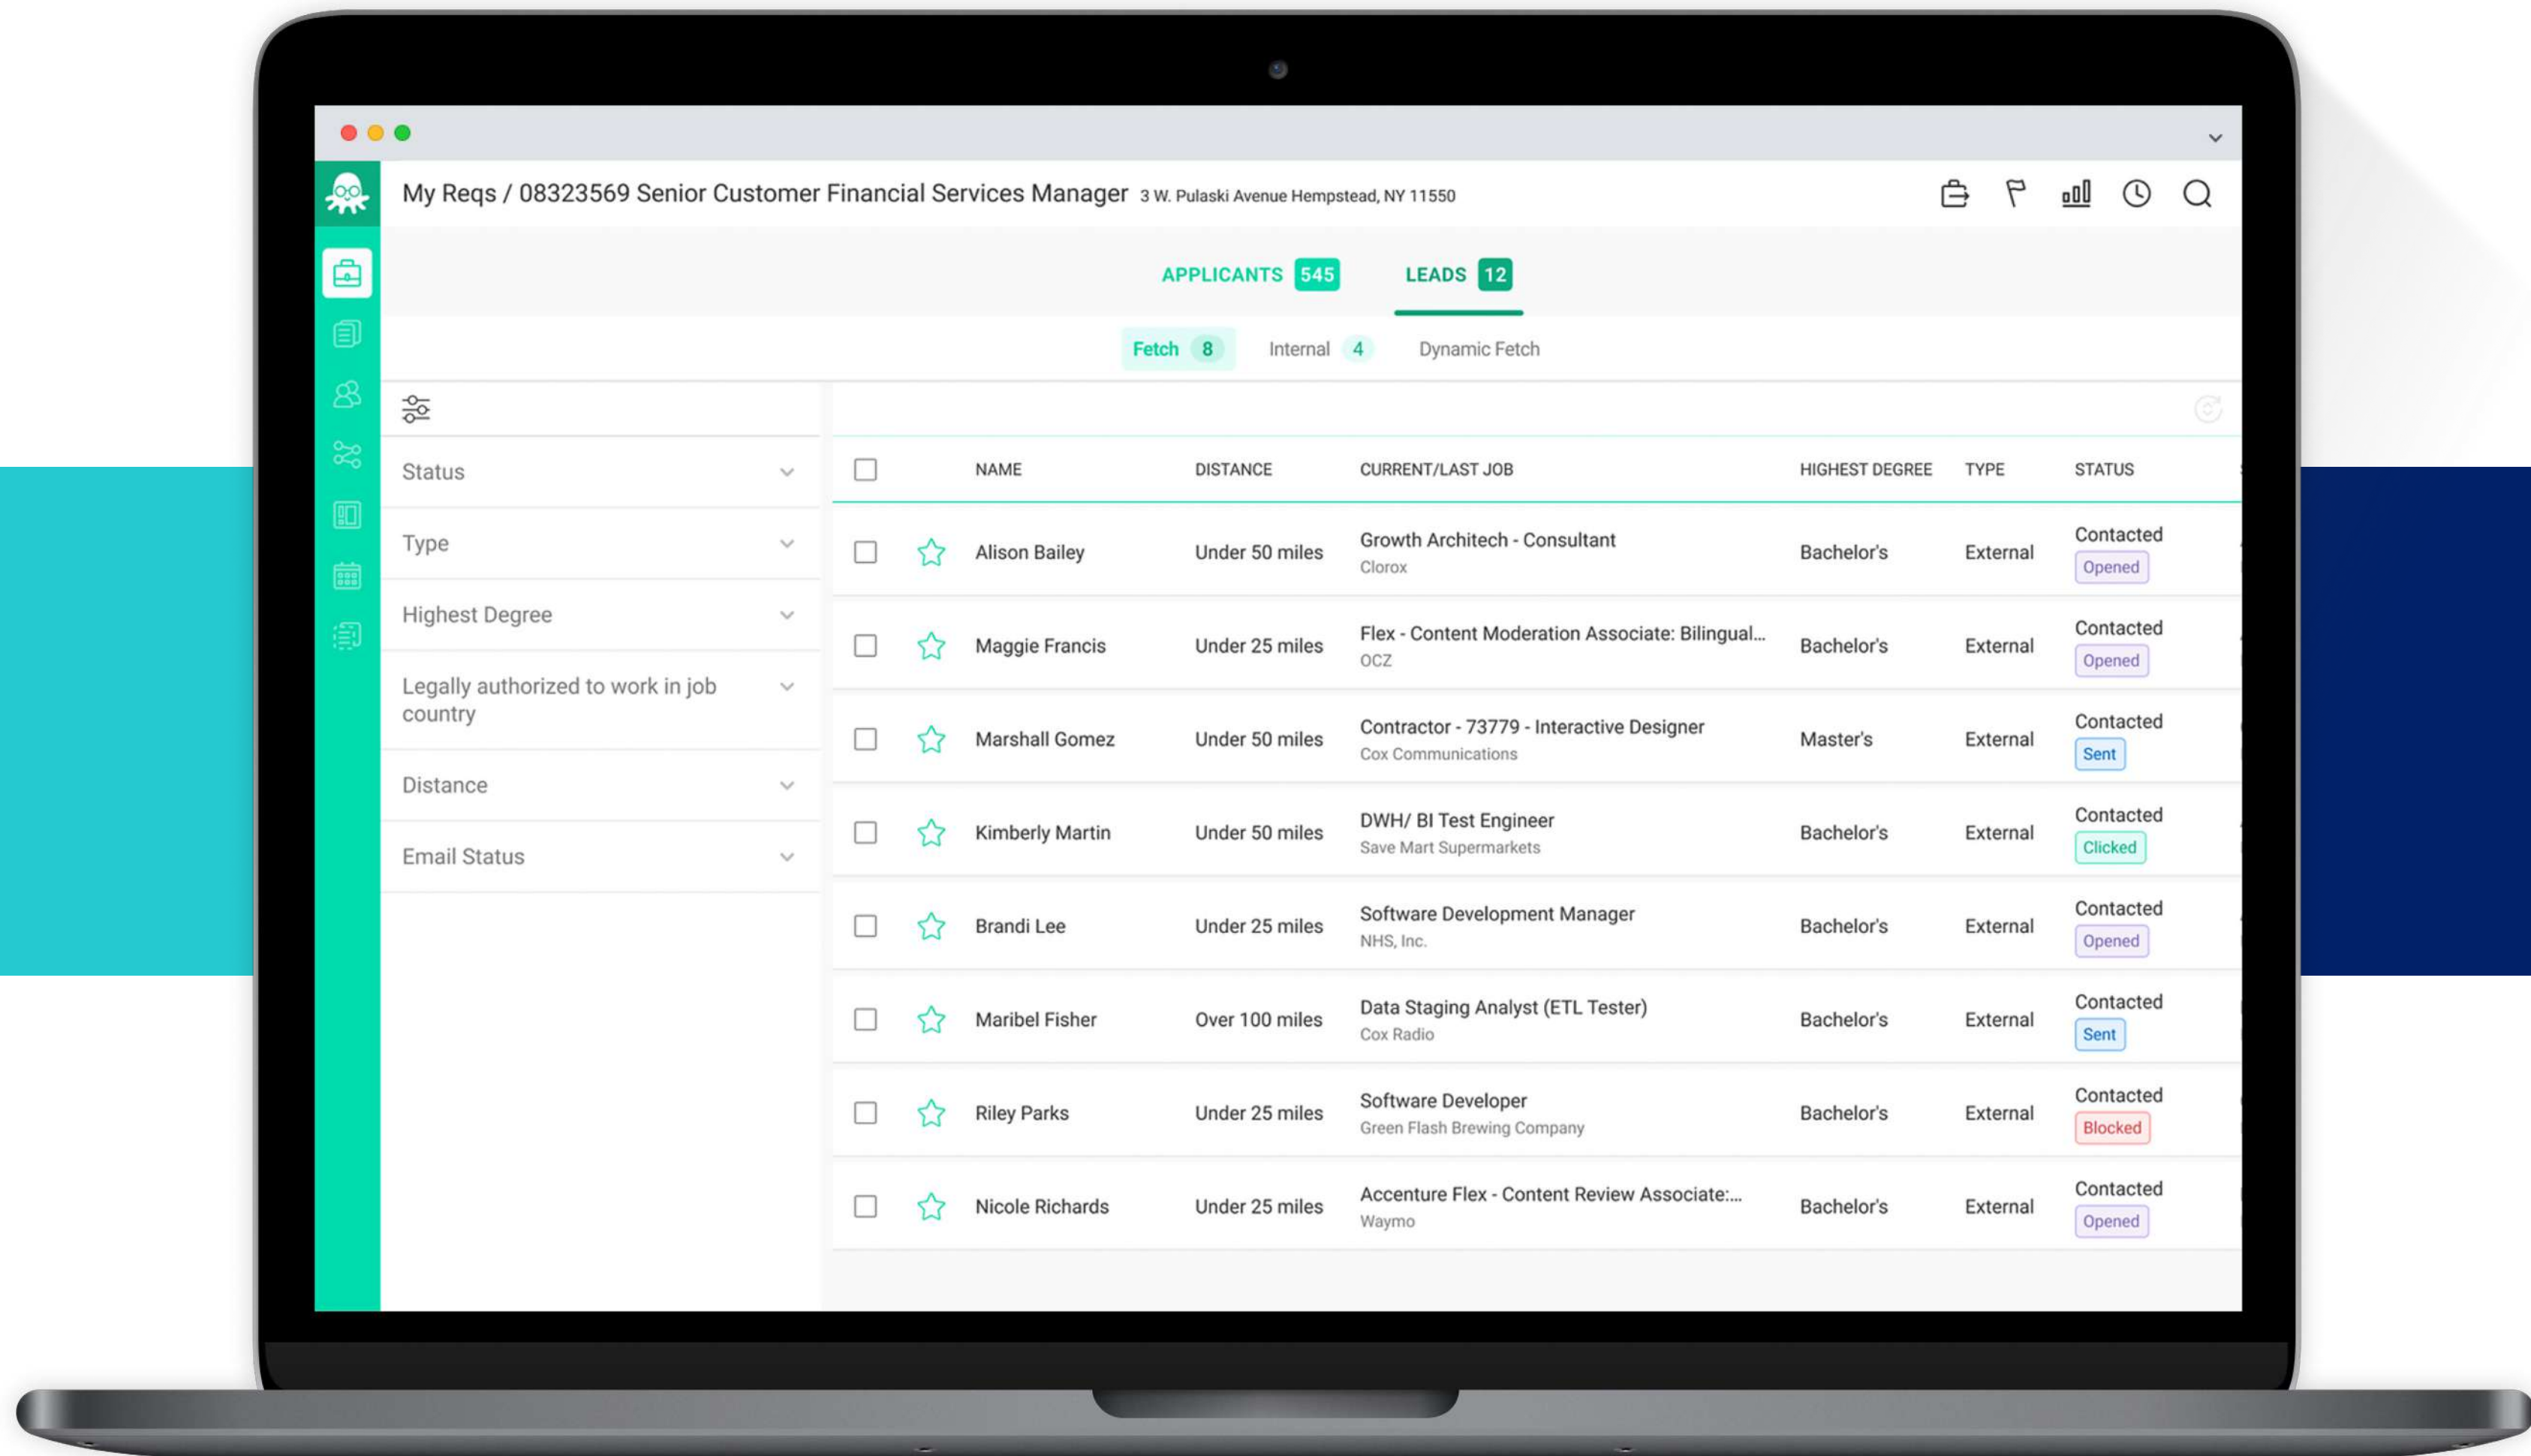 My Reqs / 08323569 Senior Customer Financial Services Manager 3 W. Pulaski Avenue Hempstead, NY 11550
APPLICANTS 545 LEADS 12
Fetch 8 Internal 4 Dynamic Fetch
Status
Type
Highest Degree
Legally authorized to work in job
country
Distance
Email Status
NAME DISTANCE CURRENT/LAST JOB HIGHEST DEGREE TYPE STATUS
Alison Bailey Under 50 miles Growth Architech - Consultant Bachelor's External Contacted
Clorox Opened
Maggie Francis Under 25 miles Flex - Content Moderation Associate: Bilingual... Bachelor's External Contacted
OCZ Opened
Marshall Gomez Under 50 miles Contractor - 73779 - Interactive Designer Master's External Contacted
Cox Communications Sent
Kimberly Martin Under 50 miles DWH/ BI Test Engineer Bachelor's External Contacted
Save Mart Supermarkets Clicked
Brandi Lee Under 25 miles Software Development Manager Bachelor's External Contacted
NHS, Inc. Opened
Maribel Fisher Over 100 miles Data Staging Analyst (ETL Tester) Bachelor's External Contacted
Cox Radio Sent
Riley Parks Under 25 miles Software Developer Bachelor's External Contacted
Green Flash Brewing Company Blocked
Nicole Richards Under 25 miles Accenture Flex - Content Review Associate:... Bachelor's External Contacted
Waymo Opened